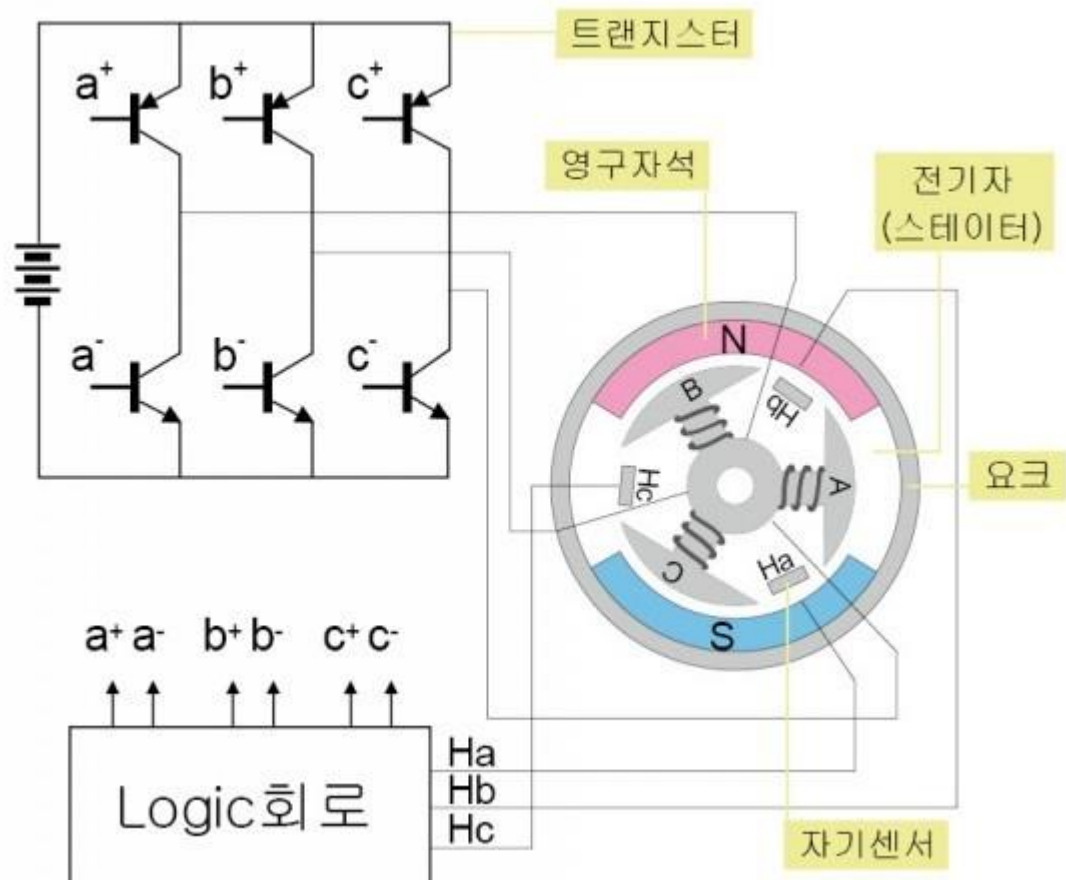 트랜지스터
a+
b+
c+
영구자석
전기자
(스테이터)
N
a-
b-
c-
B
Hb
Hc
A
요크
C
Ha
S
a+ a- b+ b- c+ c-
Ha
Hb
Hc
Logic회로
자기센서